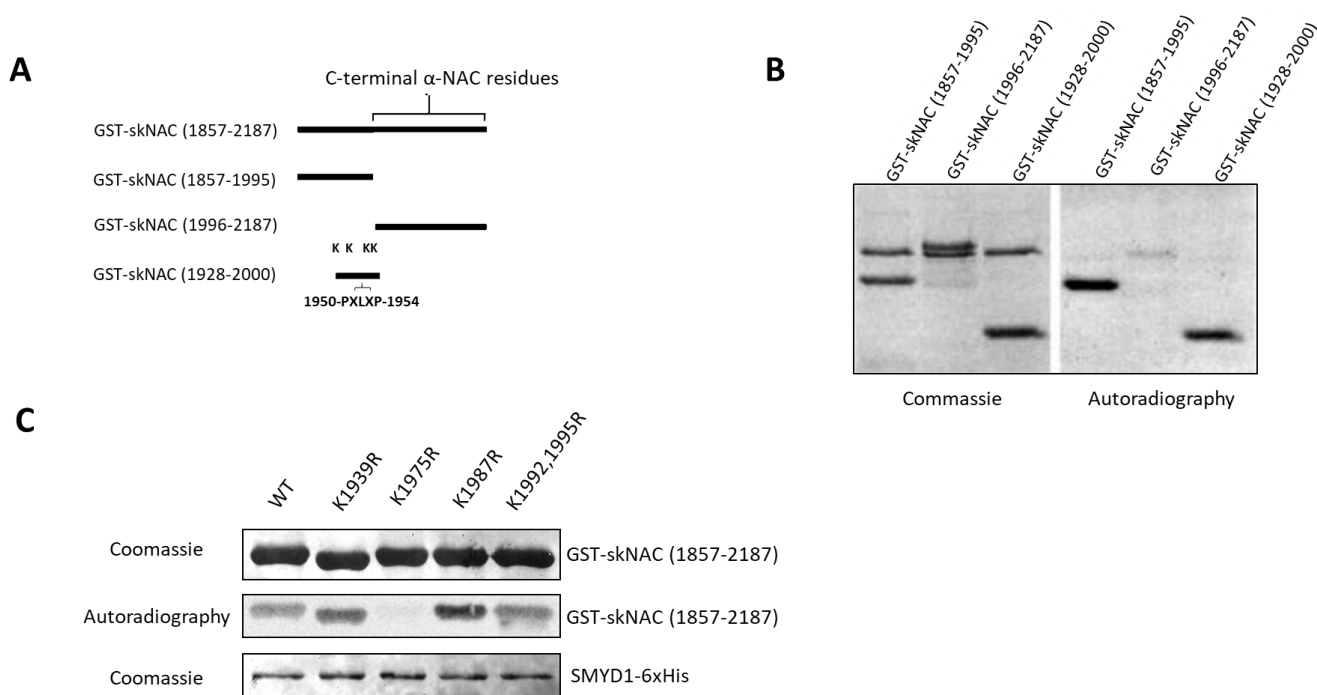 A
C-terminal α-NAC residues
GST-skNAC (1857-2187)
GST-skNAC (1857-1995)
GST-skNAC (1996-2187)
K K KK
GST-skNAC (1928-2000)
1950-PXLXP-1954
B
GST-skNAC (1857-1995)
GST-skNAC (1996-2187)
GST-skNAC (1928-2000)
GST-skNAC (1857-1995)
GST-skNAC (1996-2187)
GST-skNAC (1928-2000)
Commassie
Autoradiography
C
WT
K1939R
K1975R
K1987R
K1992,1995R
Coomassie
GST-skNAC (1857-2187)
Autoradiography
GST-skNAC (1857-2187)
Coomassie
SMYD1-6xHis